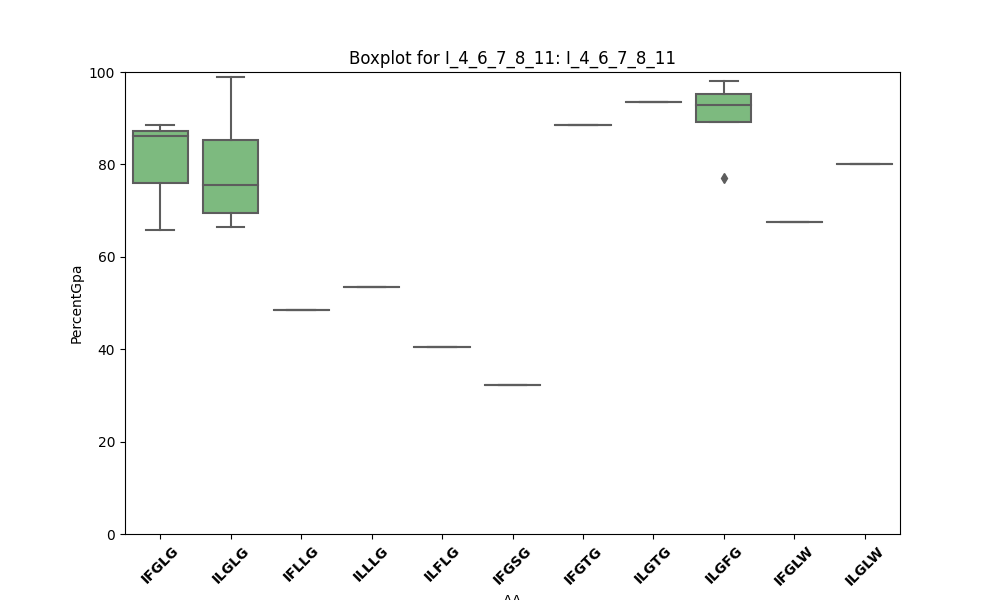 Boxplot for I_4_6_7_8_11: I_4_6_7_8_11
100
80
60
40
20
0
PercentGpa
IFGLG
ILGLG
IFLLG
ILLLG
ILFLG
IFGSG
IFGTG
ILGTG
ILGFG
IFGLW
ILGLW
AA